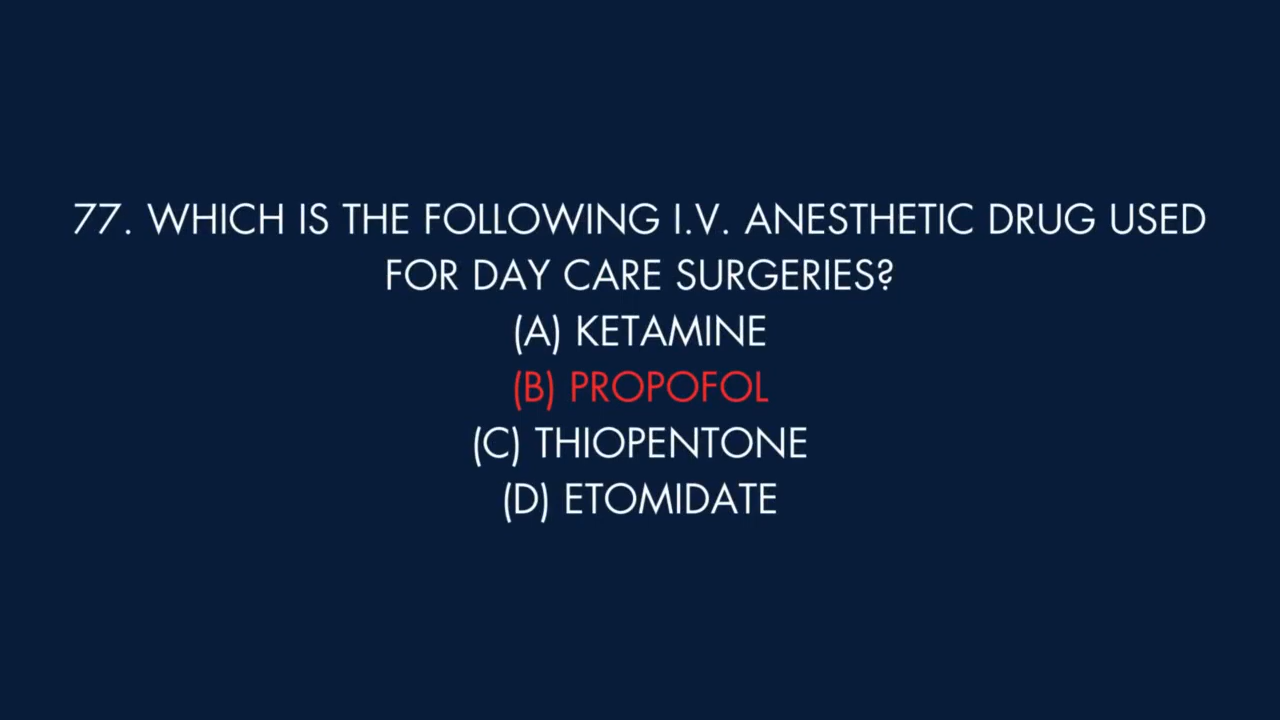 77. WHICH IS THE FOLLOWING I.V. ANESTHETIC DRUG USED
FOR DAY CARE SURGERIES?
(A) KETAMINE
(B) PROPOFOL
(C) THIOPENTONE
(D) ETOMIDATE